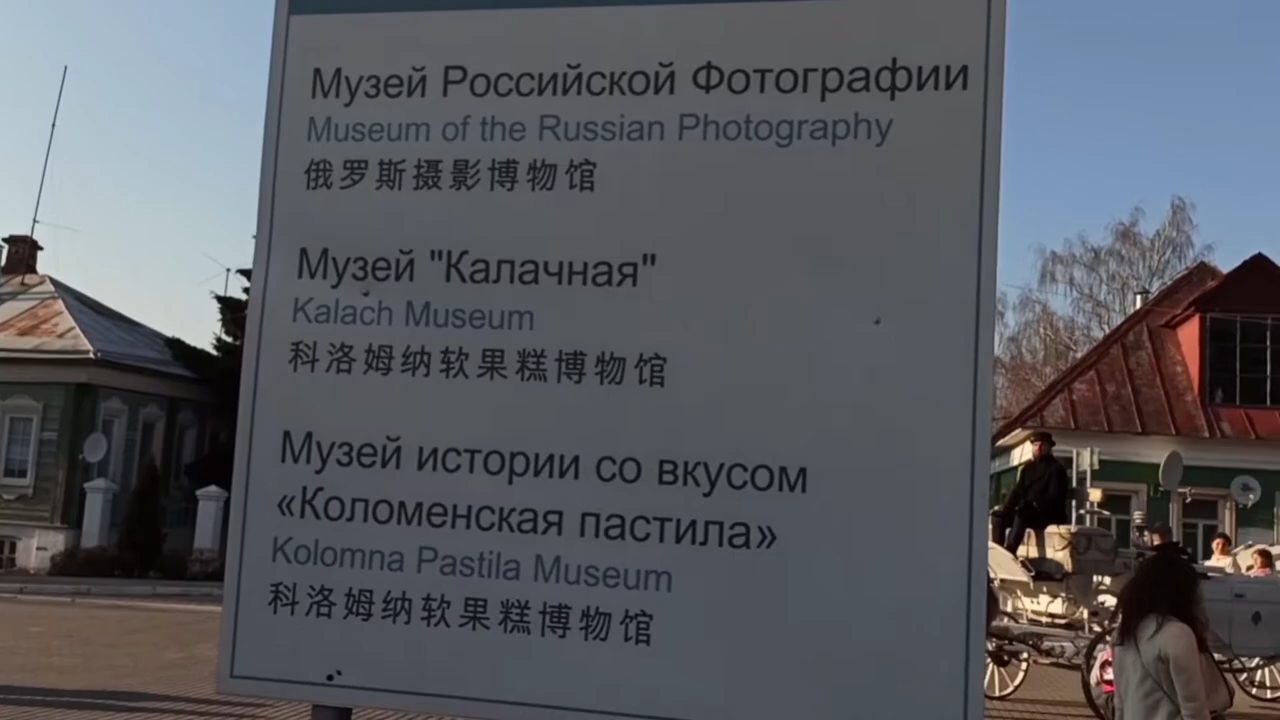 Музей Российской Фотографии
Museum of the Russian Photography
俄罗斯摄影博物馆
Музей "Калачная"
Kalach Museum
科洛姆纳软果糕博物馆
Музей истории со вкусом
«Коломенская пастила»
Kolomna Pastila Museum
科洛姆纳软果糕博物馆